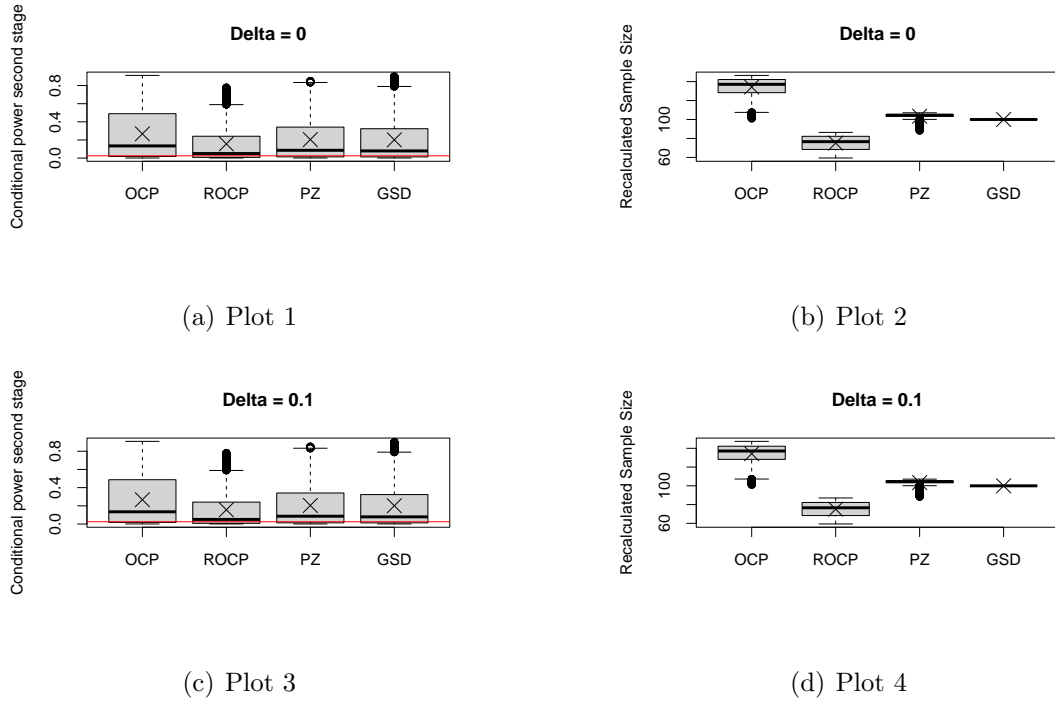 Delta = 0
Conditional power second stage
0.8
0.4
0.0
OCP ROCP PZ GSD
(a) Plot 1
Delta = 0
Recalculated Sample Size
100
60
OCP ROCP PZ GSD
(b) Plot 2
Delta = 0.1
Conditional power second stage
0.8
0.4
0.0
OCP ROCP PZ GSD
(c) Plot 3
Delta = 0.1
Recalculated Sample Size
100
60
OCP ROCP PZ GSD
(d) Plot 4